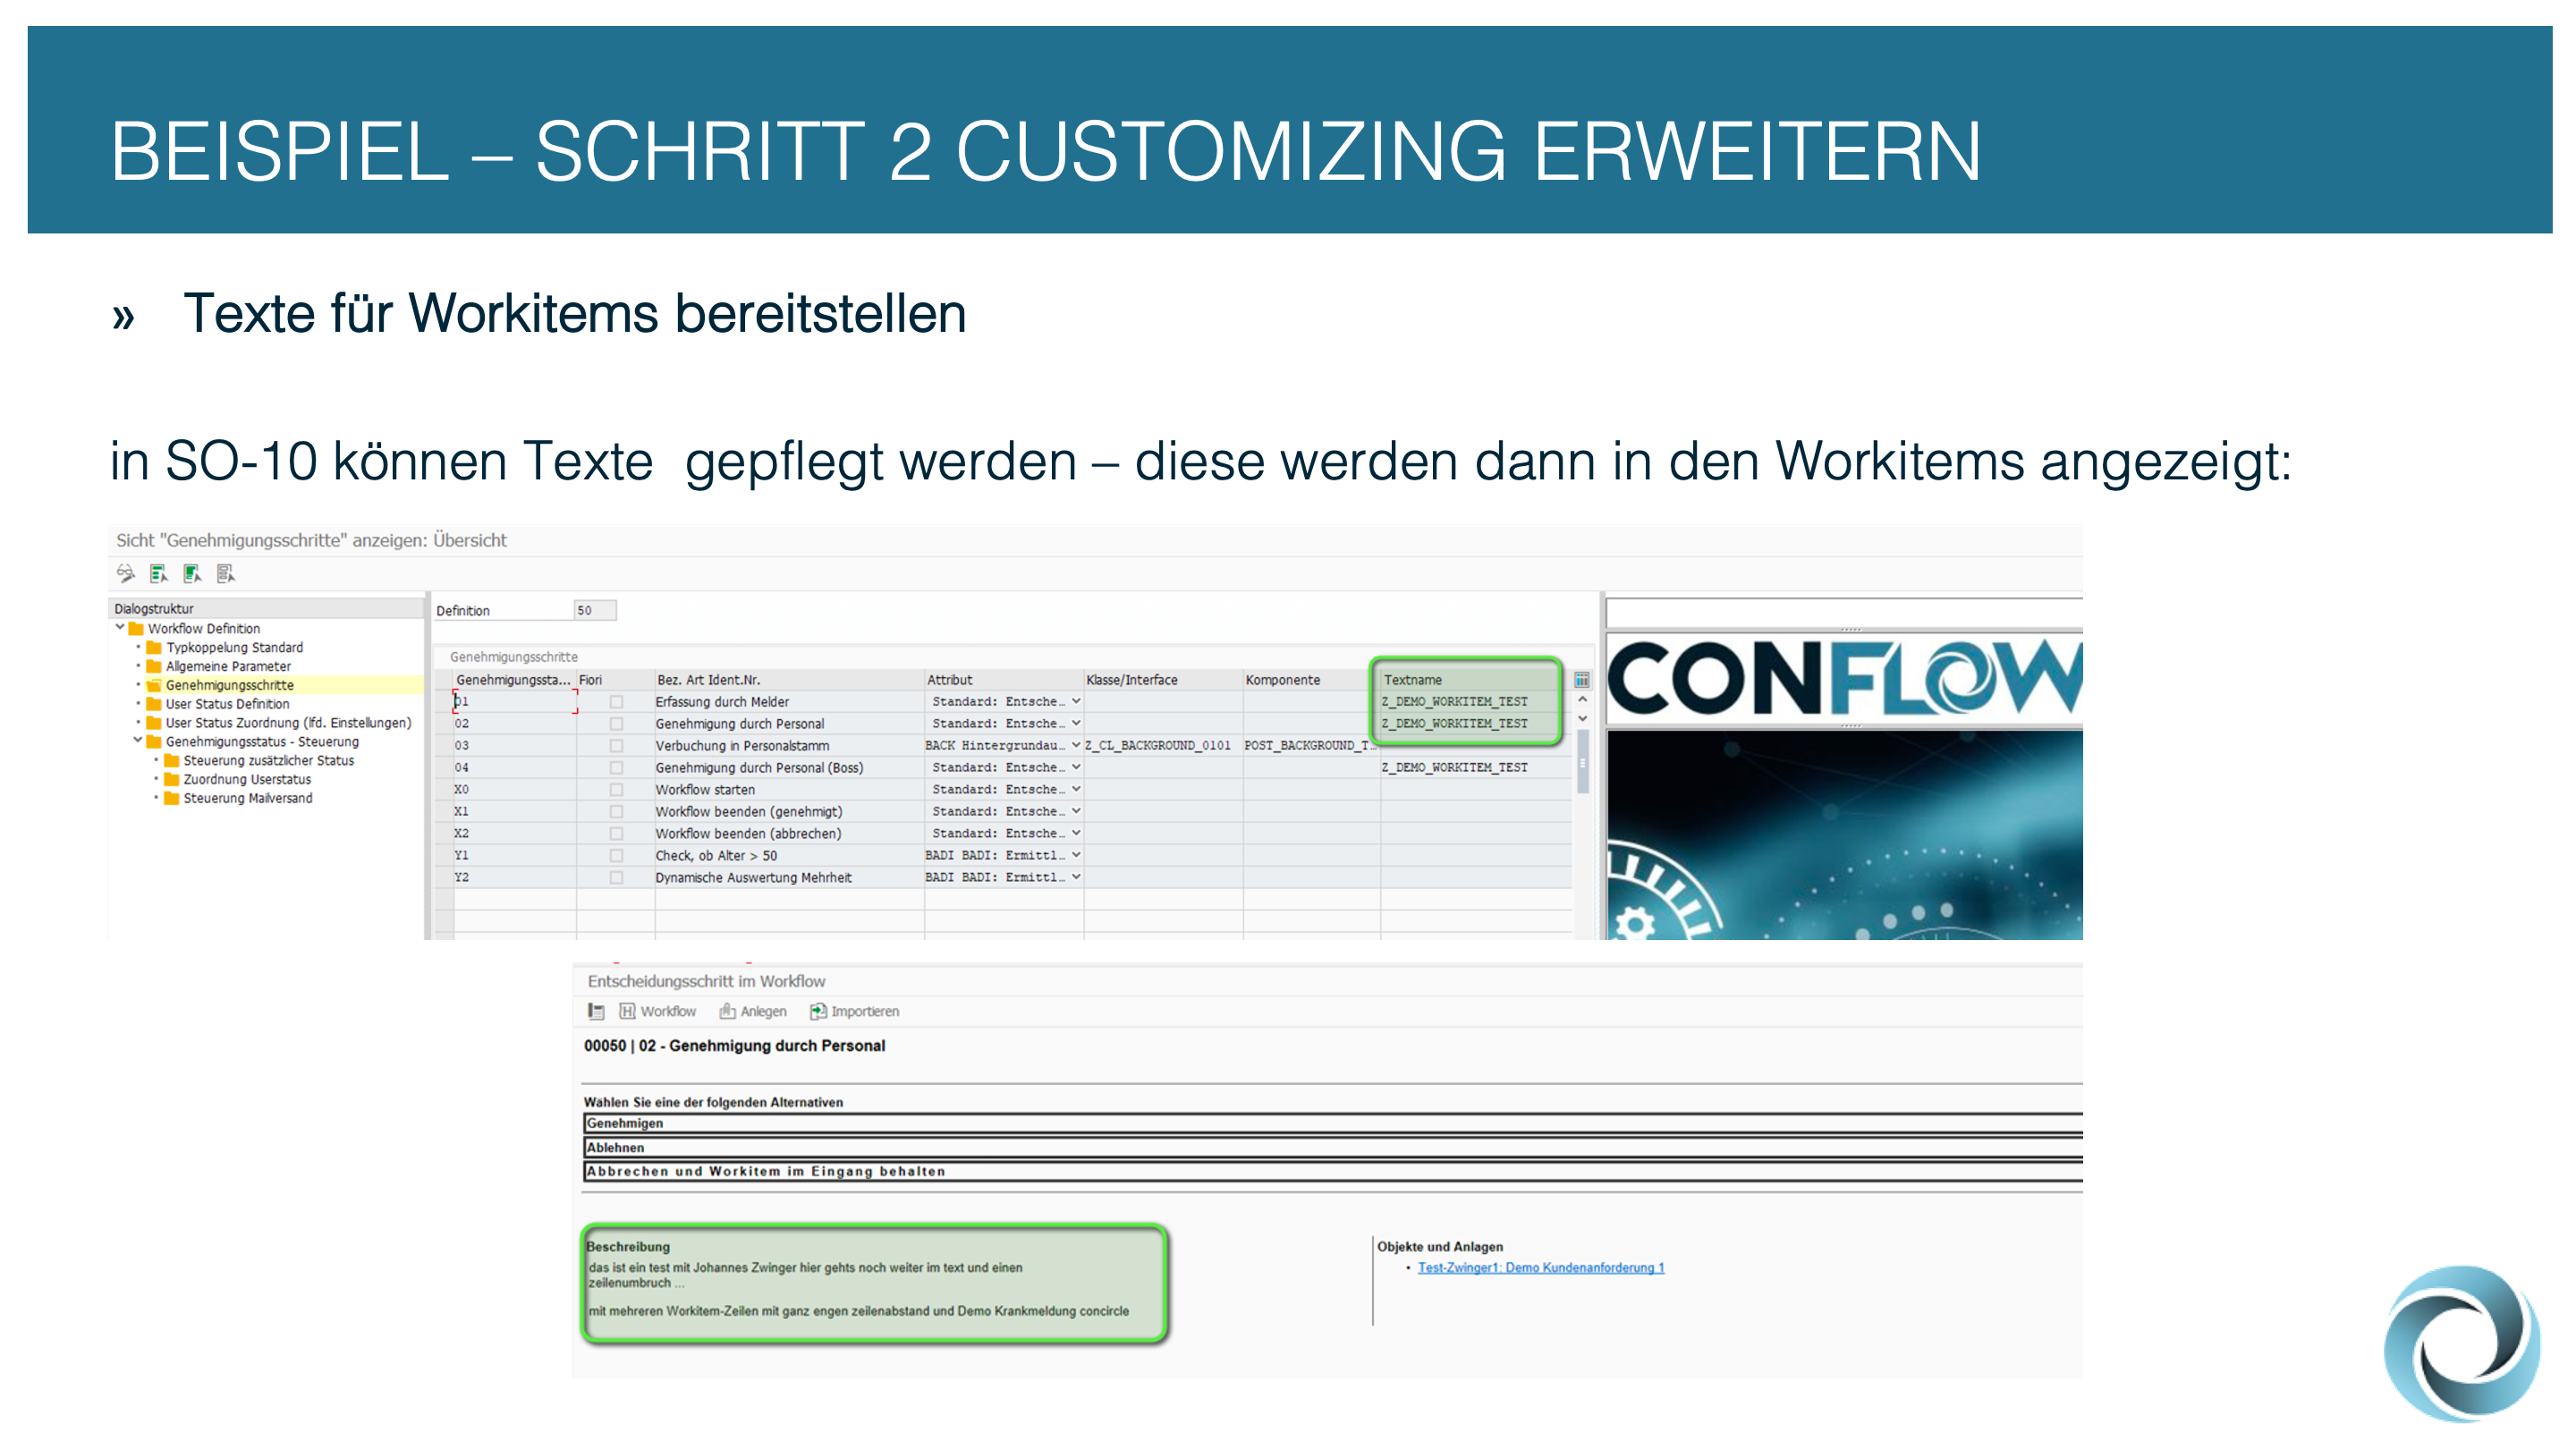 BEISPIEL – SCHRITT 2 CUSTOMIZING ERWEITERN
» Texte für Workitems bereitstellen
in SO-10 können Texte gepflegt werden – diese werden dann in den Workitems angezeigt:
Sicht "Genehmigungsschritte" anzeigen: Übersicht
Dialogstruktur
Workflow Definition
Typkoppelung Standard
Allgemeine Parameter
Genehmigungsschritte
User Status Definition
User Status Zuordnung (lfd. Einstellungen)
Genehmigungsstatus - Steuerung
Steuerung zusätzlicher Status
Zuordnung Userstatus
Steuerung Mailversand
Definition 50
Genehmigungsschritte
Genehmigungssta... Fiori Bez. Art Ident.Nr. Attribut Klasse/Interface Komponente Textname
01 Erfassung durch Melder Standard: Entsche… Z_DEMO_WORKITEM_TEST
02 Genehmigung durch Personal Standard: Entsche… Z_DEMO_WORKITEM_TEST
03 Verbuchung in Personalstamm BACK Hintergrundau… Z_CL_BACKGROUND_0101 POST_BACKGROUND_T…
04 Genehmigung durch Personal (Boss) Standard: Entsche… Z_DEMO_WORKITEM_TEST
X0 Workflow starten Standard: Entsche…
X1 Workflow beenden (genehmigt) Standard: Entsche…
X2 Workflow beenden (abbrechen) Standard: Entsche…
Y1 Check, ob Alter > 50 BADI BADI: Ermittl…
Y2 Dynamische Auswertung Mehrheit BADI BADI: Ermittl…
CONFLOW
Entscheidungsschritt im Workflow
Workflow Anlegen Importieren
00050 | 02 - Genehmigung durch Personal
Wählen Sie eine der folgenden Alternativen
Genehmigen
Ablehnen
Abbrechen und Workitem im Eingang behalten
Beschreibung
das ist ein test mit Johannes Zwinger hier gehts noch weiter im text und einen
zeilenumbruch ...
mit mehreren Workitem-Zeilen mit ganz engen zeilenabstand und Demo Krankmeldung concircle
Objekte und Anlagen
• Test-Zwinger1: Demo Kundenanforderung 1